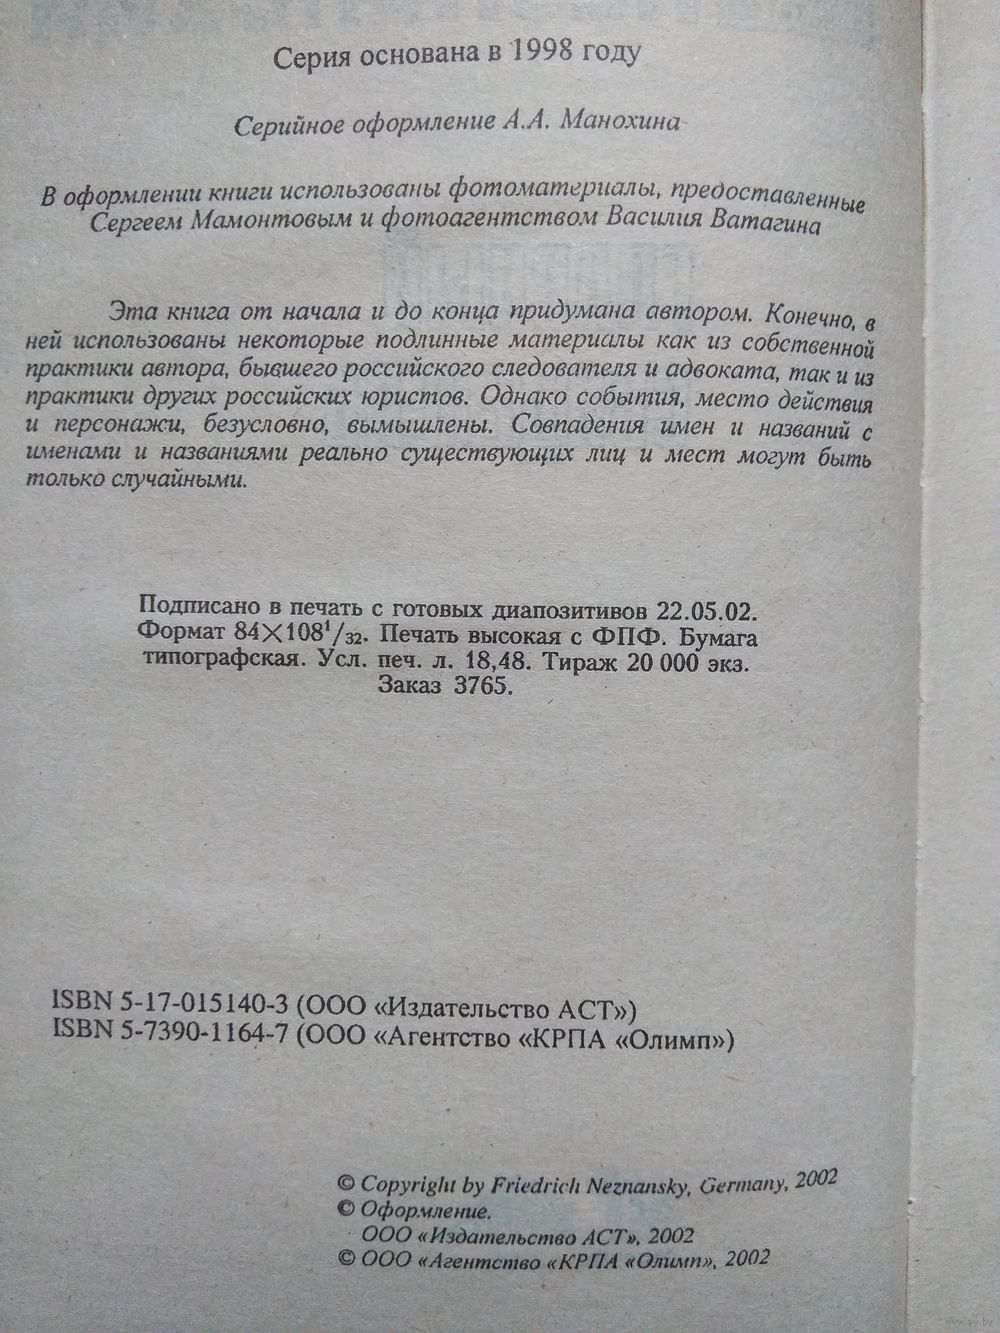 Серия основана в 1998 году
Серийное оформление А.А. Манохина
В оформлении книги использованы фотоматериалы, предоставленные
Сергеем Мамонтовым и фотоагентством Василия Ватагина
Эта книга от начала и до конца придумана автором. Конечно, в
ней использованы некоторые подлинные материалы как из собственной
практики автора, бывшего российского следователя и адвоката, так и из
практики других российских юристов. Однако события, место действия
и персонажи, безусловно, вымышлены. Совпадения имен и названий с
именами и названиями реально существующих лиц и мест могут быть
только случайными.
Подписано в печать с готовых диапозитивов 22.05.02.
Формат 84×108¹/₃₂. Печать высокая с ФПФ. Бумага
типографская. Усл. печ. л. 18,48. Тираж 20 000 экз.
Заказ 3765.
ISBN 5-17-015140-3 (ООО «Издательство АСТ»)
ISBN 5-7390-1164-7 (ООО «Агентство «КРПА «Олимп»)
© Copyright by Friedrich Neznansky, Germany, 2002
© Оформление.
ООО «Издательство АСТ», 2002
© ООО «Агентство «КРПА «Олимп», 2002
www.ay.by